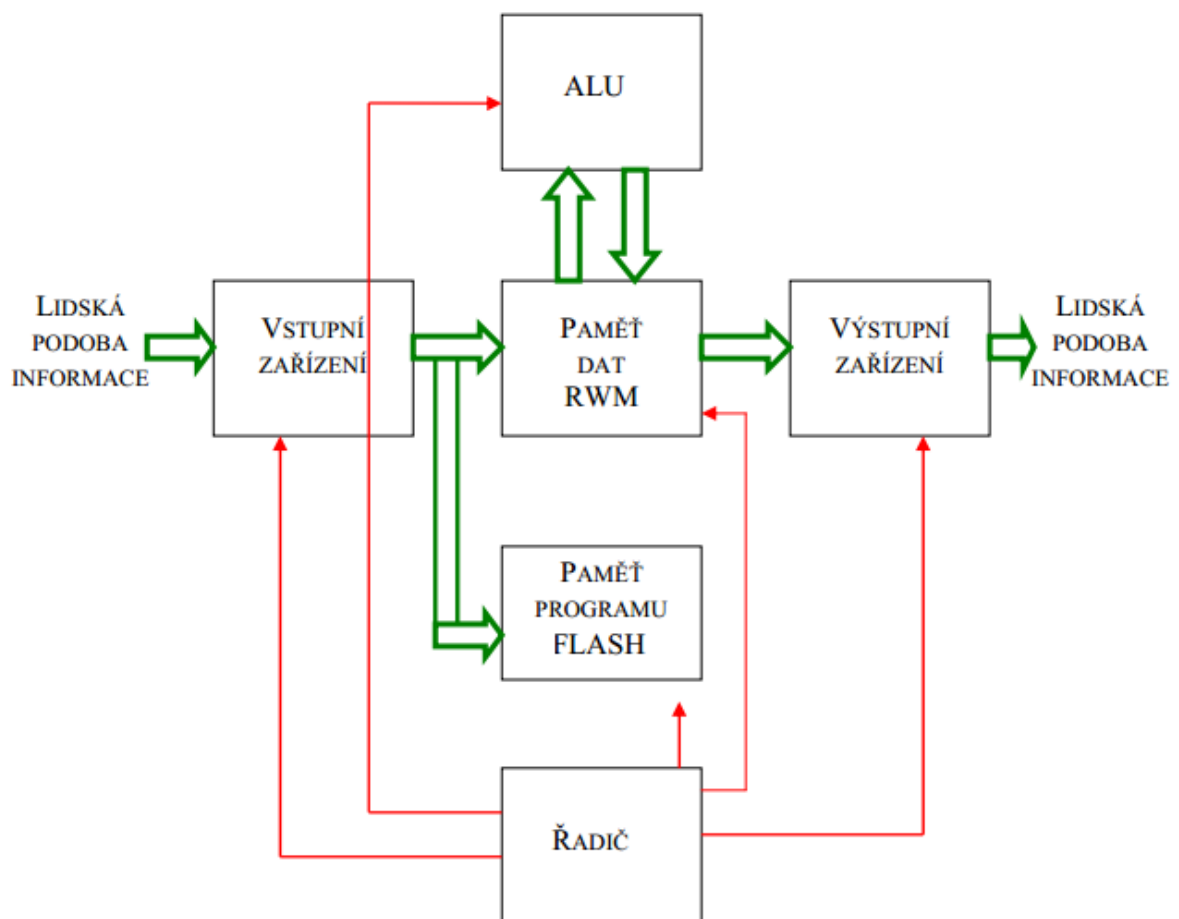 ALU
LIDSKÁ
PODOBA
INFORMACE
VSTUPNÍ
ZAŘÍZENÍ
PAMĚŤ
DAT
RWM
VÝSTUPNÍ
ZAŘÍZENÍ
LIDSKÁ
PODOBA
INFORMACE
PAMĚŤ
PROGRAMU
FLASH
ŘADIČ